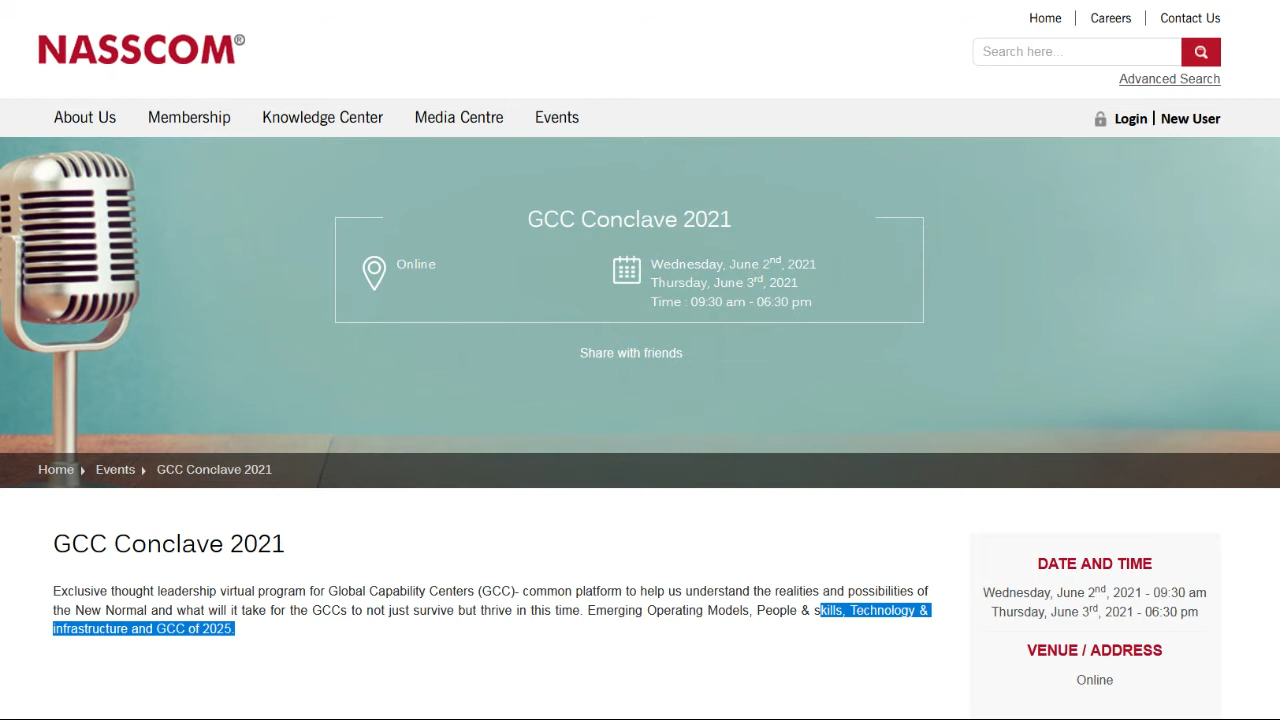 Home
Careers
Contact Us
NASSCOM®
Search here...
Advanced Search
About Us
Membership
Knowledge Center
Media Centre
Events
Login
New User
GCC Conclave 2021
Online
Wednesday, June 2nd, 2021
Thursday, June 3rd, 2021
Time : 09:30 am - 06:30 pm
Share with friends
Home
Events
GCC Conclave 2021
GCC Conclave 2021
Exclusive thought leadership virtual program for Global Capability Centers (GCC)- common platform to help us understand the realities and possibilities of
the New Normal and what will it take for the GCCs to not just survive but thrive in this time. Emerging Operating Models, People & skills, Technology &
infrastructure and GCC of 2025.
DATE AND TIME
Wednesday, June 2nd, 2021 - 09:30 am
Thursday, June 3rd, 2021 - 06:30 pm
VENUE / ADDRESS
Online